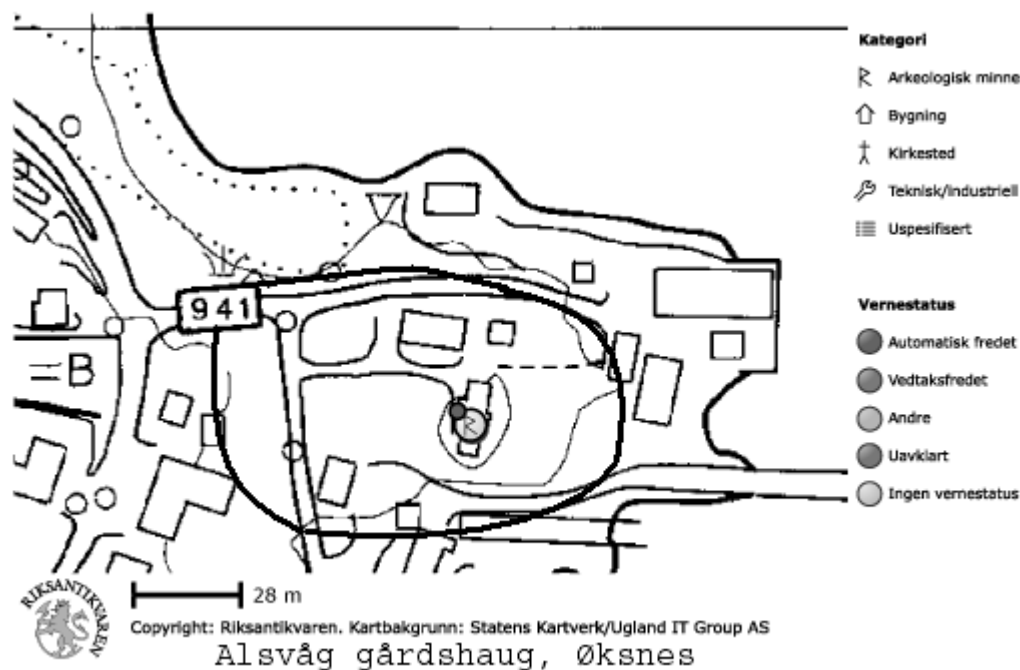 Kategori
Arkeologisk minne
Bygning
Kirkested
Teknisk/Industriell
Uspesifisert
Vernestatus
Automatisk fredet
Vedtaksfredet
Andre
Uavklart
Ingen vernestatus
941
B
28 m
RIKSANTIKVAREN
Copyright: Riksantikvaren. Kartbakgrunn: Statens Kartverk/Ugland IT Group AS
Alsvåg gårdshaug, Øksnes